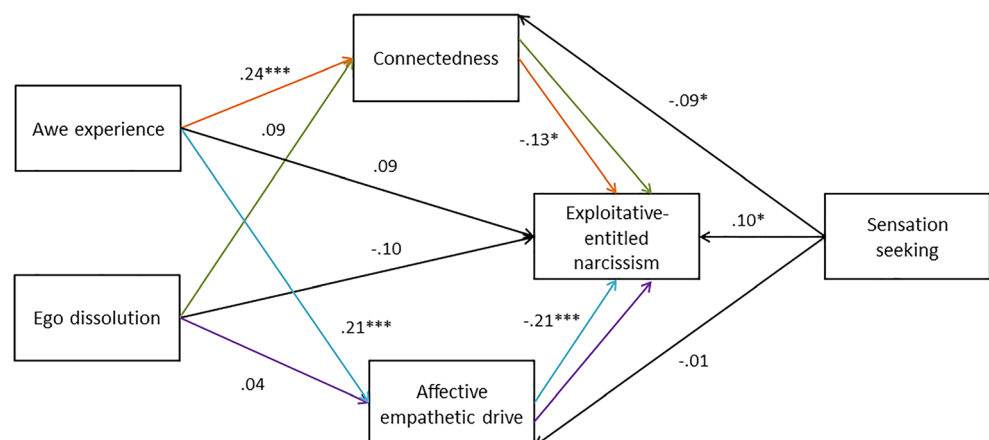 Connectedness
.24***
-.09*
Awe experience
.09
-.13*
.09
Exploitative-
entitled
narcissism
.10*
Sensation
seeking
-.10
Ego dissolution
.21***
-.21***
-.01
.04
Affective
empathetic drive